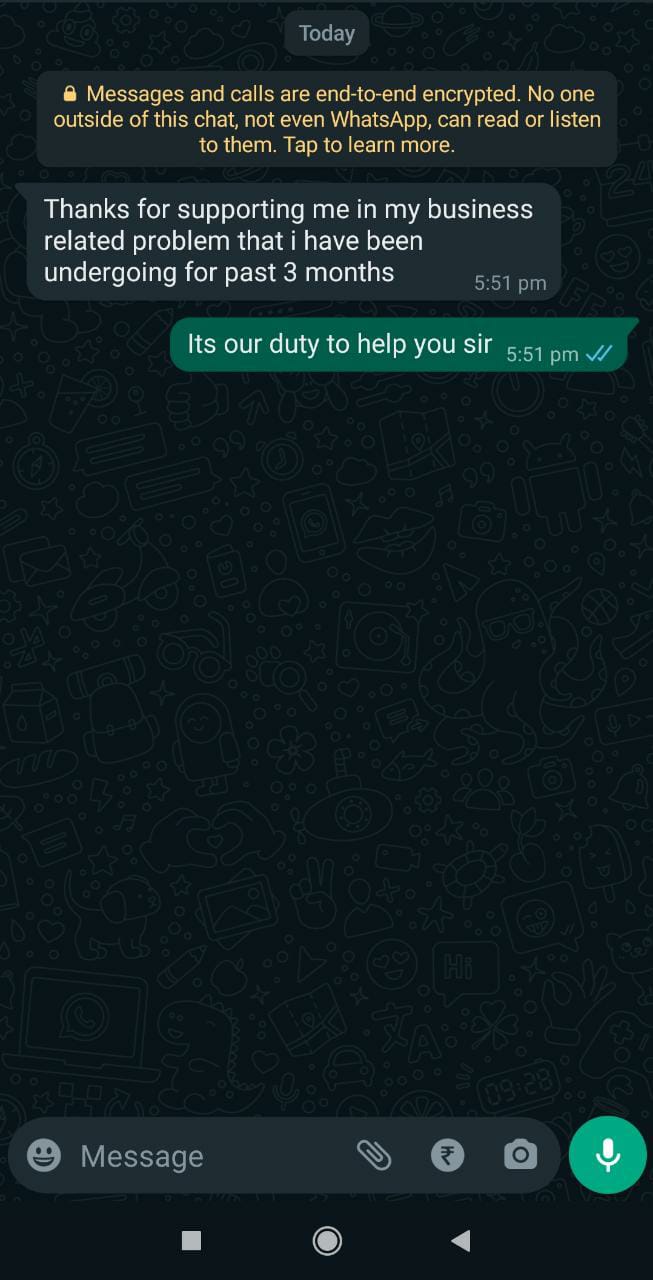 Today
Messages and calls are end-to-end encrypted. No one
outside of this chat, not even WhatsApp, can read or listen
to them. Tap to learn more.
Thanks for supporting me in my business
related problem that i have been
undergoing for past 3 months
5:51 pm
Its our duty to help you sir 5:51 pm
Hi
09:28
Message